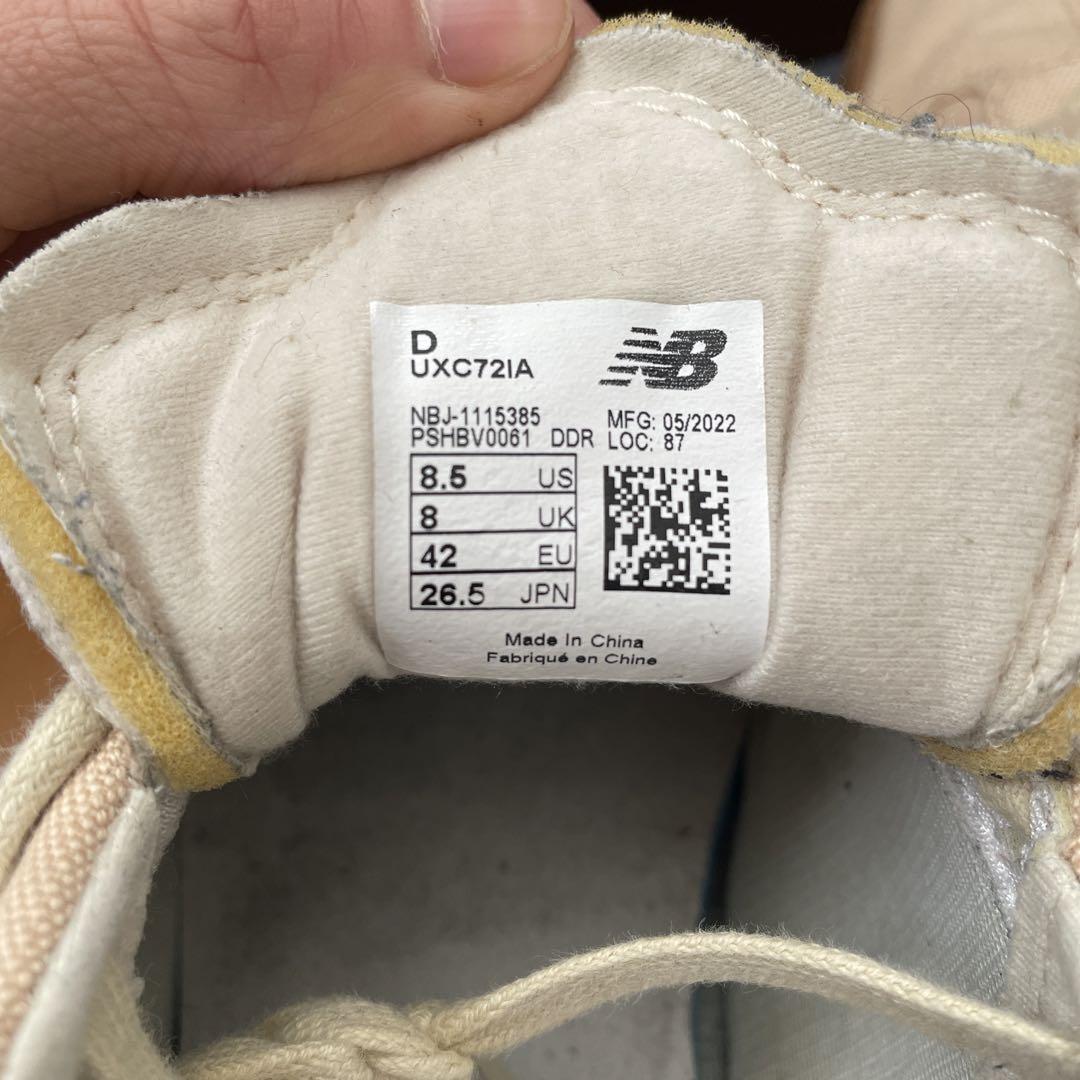 D
UXC72IA
NB
NBJ-1115385
PSHBV0061 DDR
MFG: 05/2022
LOC: 87
8.5 US
8 UK
42 EU
26.5 JPN
Made In China
Fabriqué en Chine